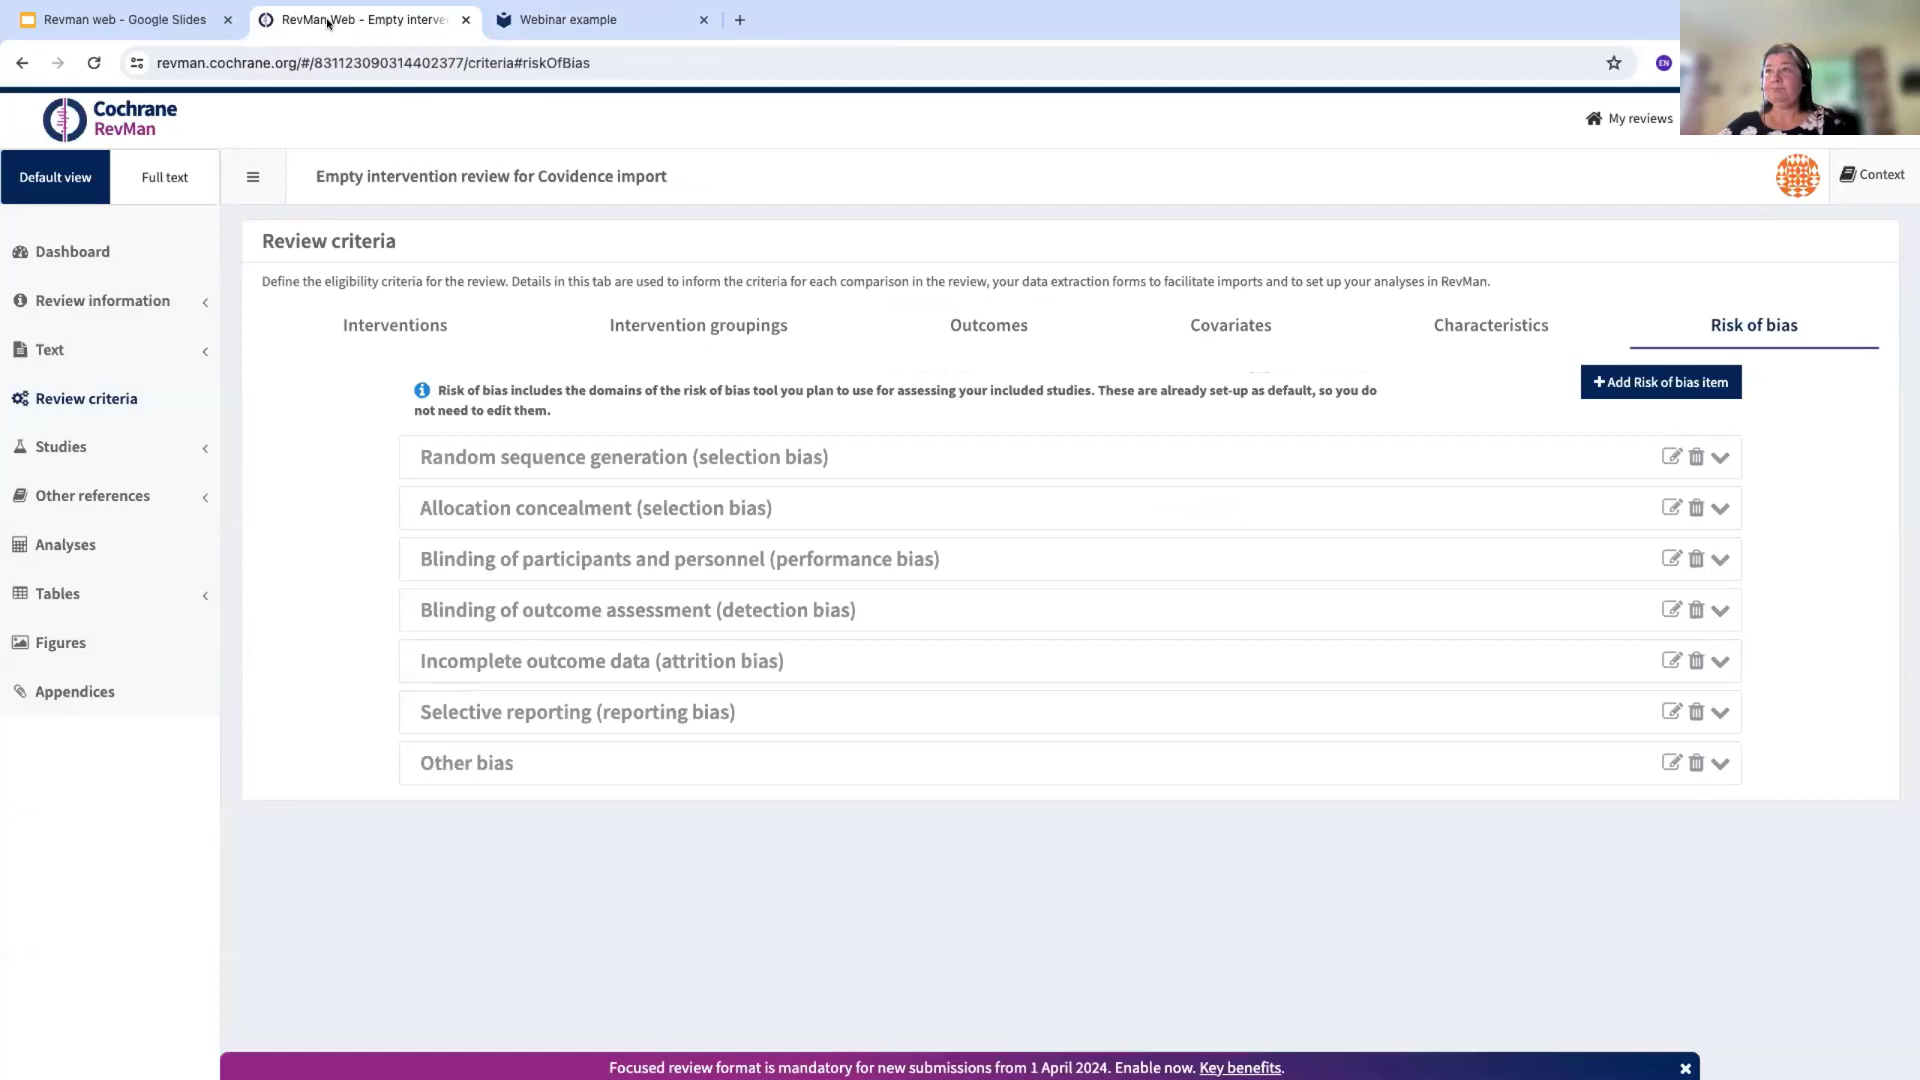 Revman web - Google Slides
RevMan Web - Empty interve
Webinar example
revman.cochrane.org/#/831123090314402377/criteria#riskOfBias
EN
Cochrane
RevMan
My reviews
Default view
Full text
Empty intervention review for Covidence import
Context
Dashboard
Review information
Text
Review criteria
Studies
Other references
Analyses
Tables
Figures
Appendices
Review criteria
Define the eligibility criteria for the review. Details in this tab are used to inform the criteria for each comparison in the review, your data extraction forms to facilitate imports and to set up your analyses in RevMan.
Interventions
Intervention groupings
Outcomes
Covariates
Characteristics
Risk of bias
Risk of bias includes the domains of the risk of bias tool you plan to use for assessing your included studies. These are already set-up as default, so you do
not need to edit them.
+ Add Risk of bias item
Random sequence generation (selection bias)
Allocation concealment (selection bias)
Blinding of participants and personnel (performance bias)
Blinding of outcome assessment (detection bias)
Incomplete outcome data (attrition bias)
Selective reporting (reporting bias)
Other bias
Focused review format is mandatory for new submissions from 1 April 2024. Enable now. Key benefits.